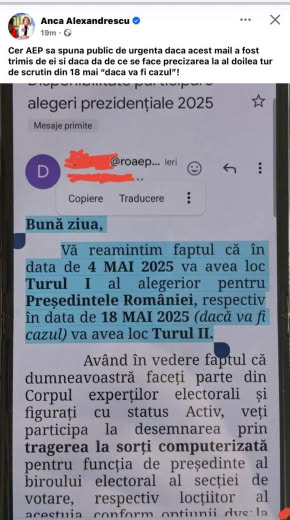 Anca Alexandrescu
19m
Cer AEP sa spuna public de urgenta daca acest mail a fost
trimis de ei si daca da de ce se face precizarea la al doilea tur
de scrutin din 18 mai “daca va fi cazul”!
alegeri prezidențiale 2025
Mesaje primite
D
@roaep... ieri
Copiere Traducere
Bună ziua,
Vă reamintim faptul că în
data de 4 MAI 2025 va avea loc
Turul I al alegerior pentru
Președintele României, respectiv
în data de 18 MAI 2025 (dacă va fi
cazul) va avea loc Turul II.
Având în vedere faptul că
dumneavoastră faceți parte din
Corpul experților electorali și
figurați cu status Activ, veți
participa la desemnarea prin
tragerea la sorți computerizată
pentru funcția de președinte al
biroului electoral al secției de
votare, respectiv locțiitor al
acestuia, conform opțiunii dvs. la